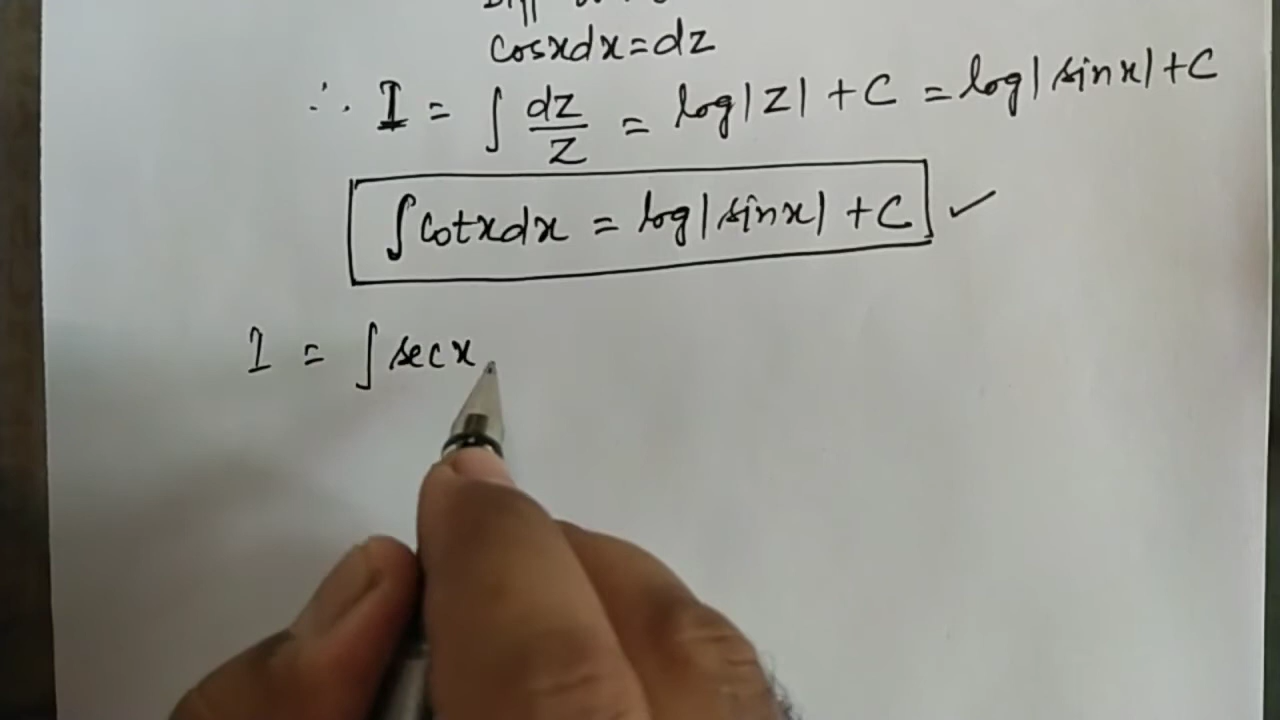 cosxdx=dz
∴ I = ∫ dz/z = log|z| + C = log|sinx|+C
∫cotxdx = log|sinx| + C ✓
I = ∫ secx